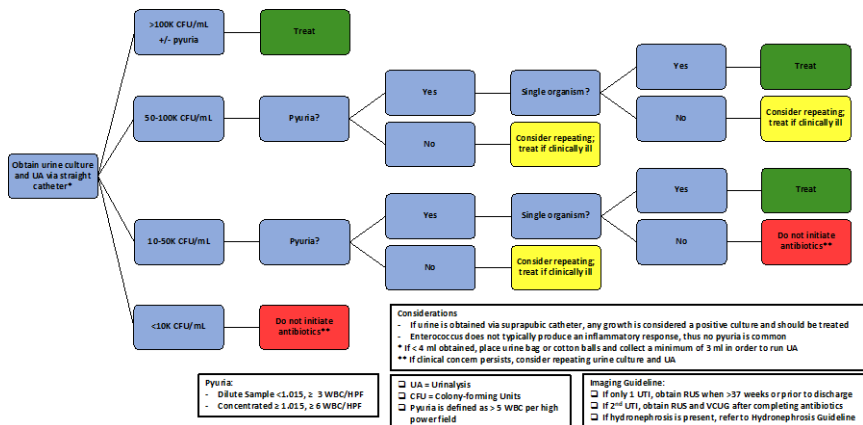 >100K CFU/mL
+/- pyuria
Treat
Yes
Treat
50-100K CFU/mL
Pyuria?
Yes
Single organism?
No
Consider repeating;
treat if clinically ill
No
Consider repeating;
treat if clinically ill
Obtain urine culture
and UA via straight
catheter*
Yes
Treat
10-50K CFU/mL
Pyuria?
Yes
Single organism?
No
Do not initiate
antibiotics**
No
Consider repeating;
treat if clinically ill
<10K CFU/mL
Do not initiate
antibiotics**
Considerations
- If urine is obtained via suprapubic catheter, any growth is considered a positive culture and should be treated
- Enterococcus does not typically produce an inflammatory response, thus no pyuria is common
* If < 4 ml obtained, place urine bag or cotton balls and collect a minimum of 3 ml in order to run UA
** If clinical concern persists, consider repeating urine culture and UA
Pyuria:
- Dilute Sample <1.015, ≥ 3 WBC/HPF
- Concentrated ≥ 1.015, ≥ 6 WBC/HPF
❑ UA = Urinalysis
❑ CFU = Colony-forming Units
❑ Pyuria is defined as > 5 WBC per high
power field
Imaging Guideline:
❑ If only 1 UTI, obtain RUS when >37 weeks or prior to discharge
❑ If 2nd UTI, obtain RUS and VCUG after completing antibiotics
❑ If hydronephrosis is present, refer to Hydronephrosis Guideline